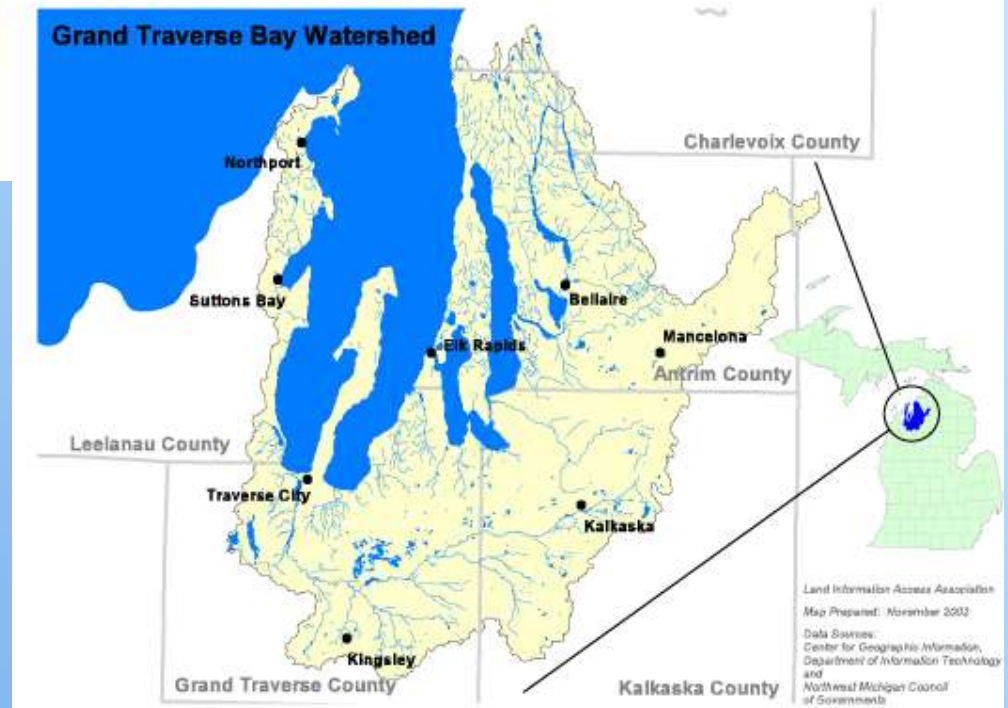 Grand Traverse Bay Watershed
Charlevoix County
Northport
Suttons Bay
Bellaire
Elk Rapids
Mancelona
Antrim County
Leelanau County
Traverse City
Kalkaska
Kingsley
Grand Traverse County
Kalkaska County
Land Information Access Association
Map Prepared: November 2002
Data Sources:
Center for Geographic Information,
Department of Information Technology
and
Northwest Michigan Council
of Governments